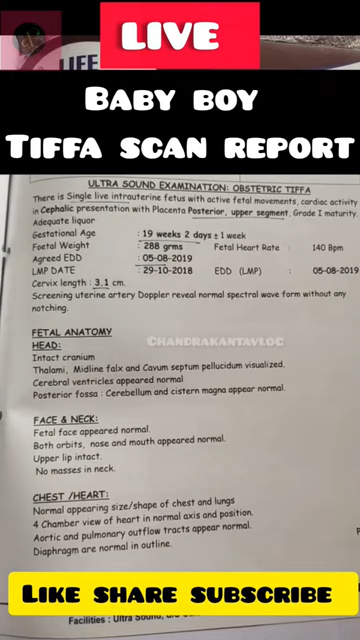 LIVE
LIFE
BABY BOY
TIFFA SCAN REPORT
ULTRA SOUND EXAMINATION: OBSTETRIC TIFFA
There is Single live intrauterine fetus with active fetal movements, cardiac activity
in Cephalic presentation with Placenta Posterior, upper segment, Grade I maturity.
Adequate liquor
Gestational Age : 19 weeks 2 days ± 1 week
Foetal Weight : 288 grms Fetal Heart Rate : 140 Bpm
Agreed EDD : 05-08-2019
LMP DATE : 29-10-2018 EDD (LMP) : 05-08-2019
Cervix length : 3.1 cm.
Screening uterine artery Doppler reveal normal spectral wave form without any
notching.
FETAL ANATOMY
CHANDRAKANTAVLOG
HEAD:
Intact cranium
Thalami, Midline falx and Cavum septum pellucidum visualized.
Cerebral ventricles appeared normal
Posterior fossa : Cerebellum and cistern magna appear normal.
FACE & NECK:
Fetal face appeared normal.
Both orbits, nose and mouth appeared normal.
Upper lip intact.
No masses in neck.
CHEST /HEART:
Normal appearing size/shape of chest and lungs
4 Chamber view of heart in normal axis and position.
Aortic and pulmonary outflow tracts appear normal.
Diaphragm are normal in outline.
LIKE SHARE SUBSCRIBE
Facilities : Ultra Sound,